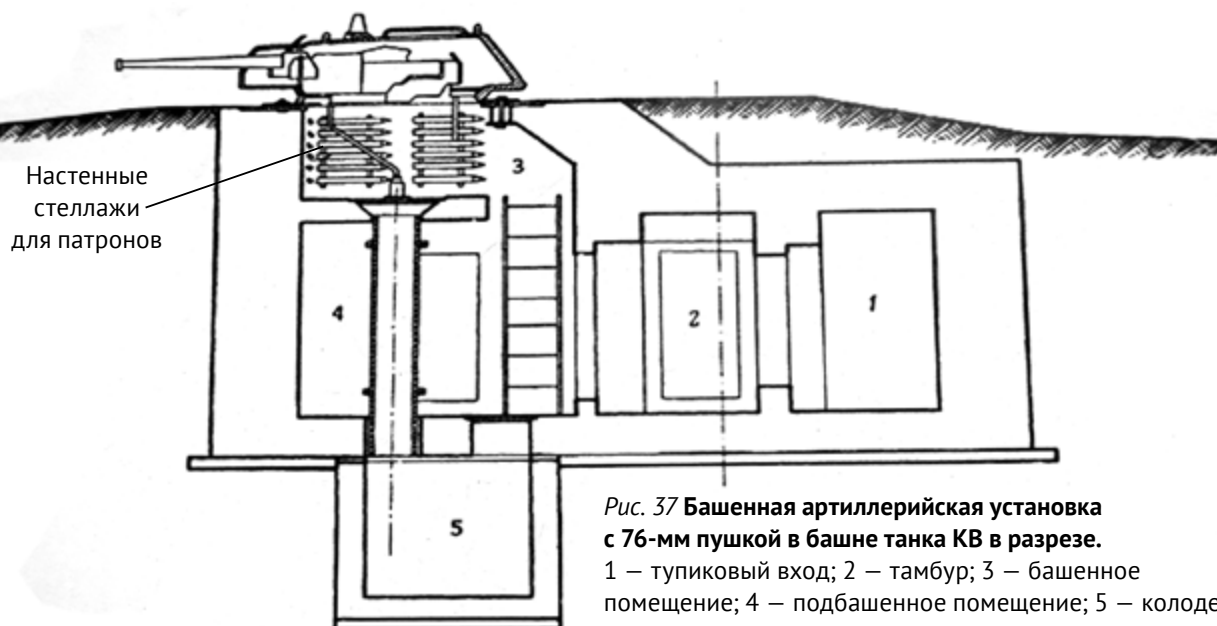 Настенные
стеллажи
для патронов
3
4
2
1
5
Рис. 37 Башенная артиллерийская установка
с 76-мм пушкой в башне танка КВ в разрезе.
1 — тупиковый вход; 2 — тамбур; 3 — башенное
помещение; 4 — подбашенное помещение; 5 — колоде